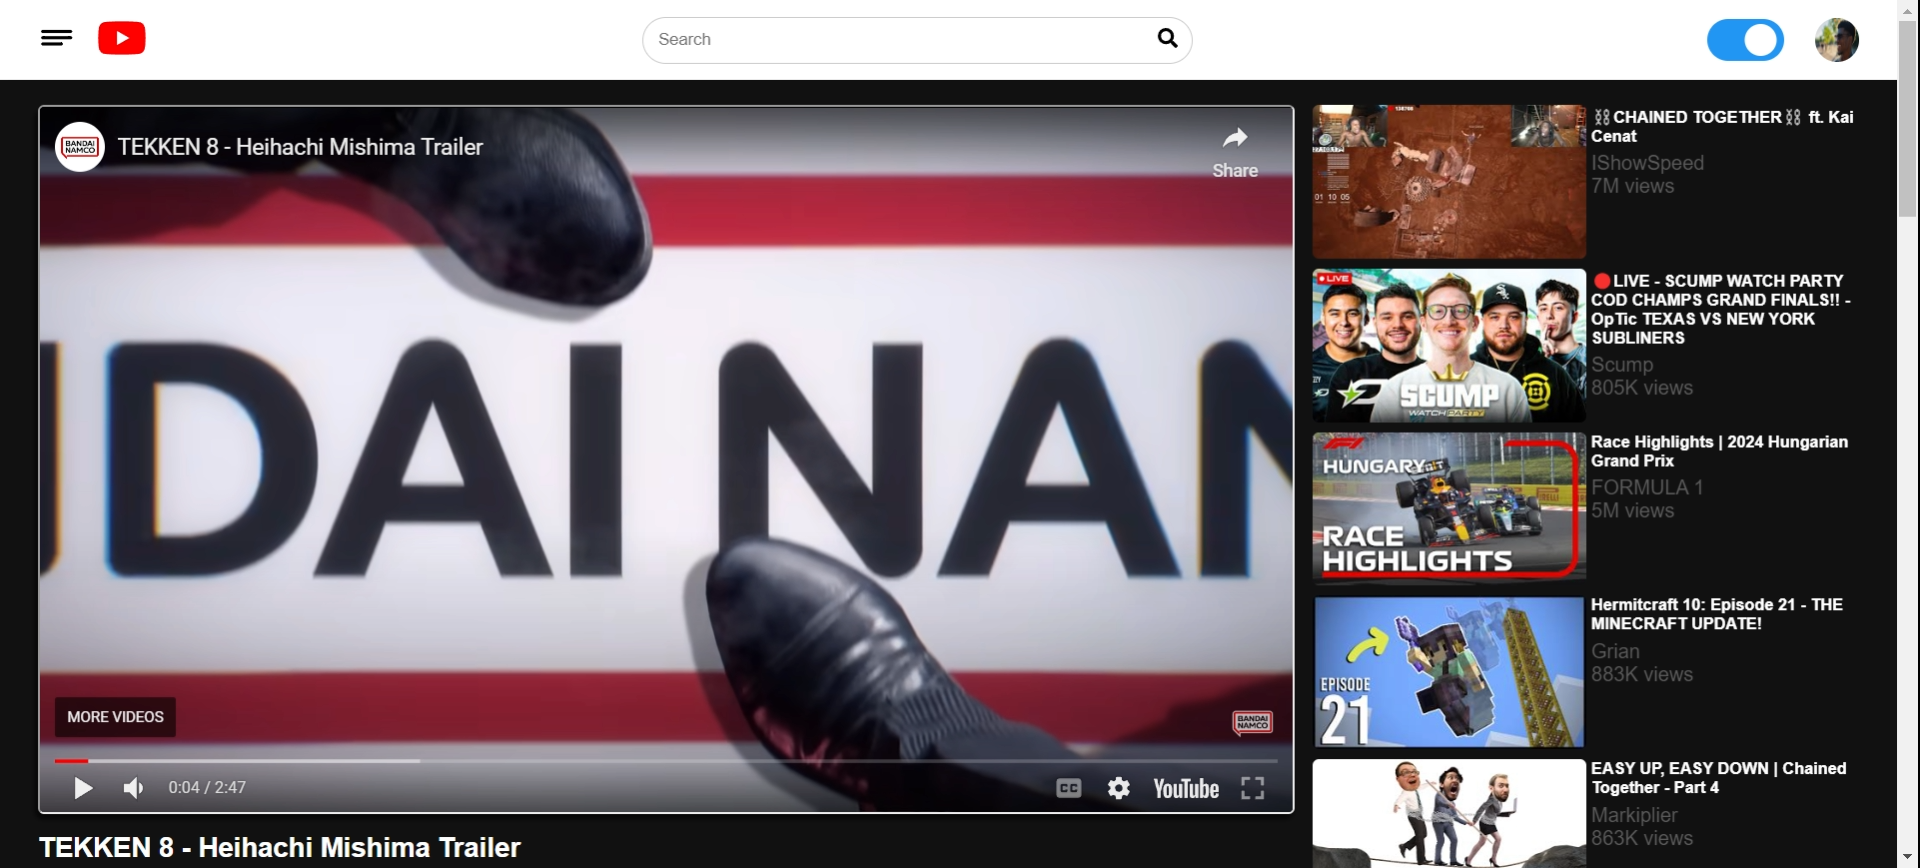 Search
BANDAI
NAMCO
TEKKEN 8 - Heihachi Mishima Trailer
Share
DAI NAN
MORE VIDEOS
BANDAI
NAMCO
0:04 / 2:47
CC
YouTube
TEKKEN 8 - Heihachi Mishima Trailer
01 10 05
⛓CHAINED TOGETHER⛓ ft. Kai
Cenat
IShowSpeed
7M views
LIVE
SCUMP
WATCH PARTY
🔴LIVE - SCUMP WATCH PARTY
COD CHAMPS GRAND FINALS!! -
OpTic TEXAS VS NEW YORK
SUBLINERS
Scump
805K views
F1
HUNGARY
RACE
HIGHLIGHTS
Race Highlights | 2024 Hungarian
Grand Prix
FORMULA 1
5M views
EPISODE
21
Hermitcraft 10: Episode 21 - THE
MINECRAFT UPDATE!
Grian
883K views
EASY UP, EASY DOWN | Chained
Together - Part 4
Markiplier
863K views